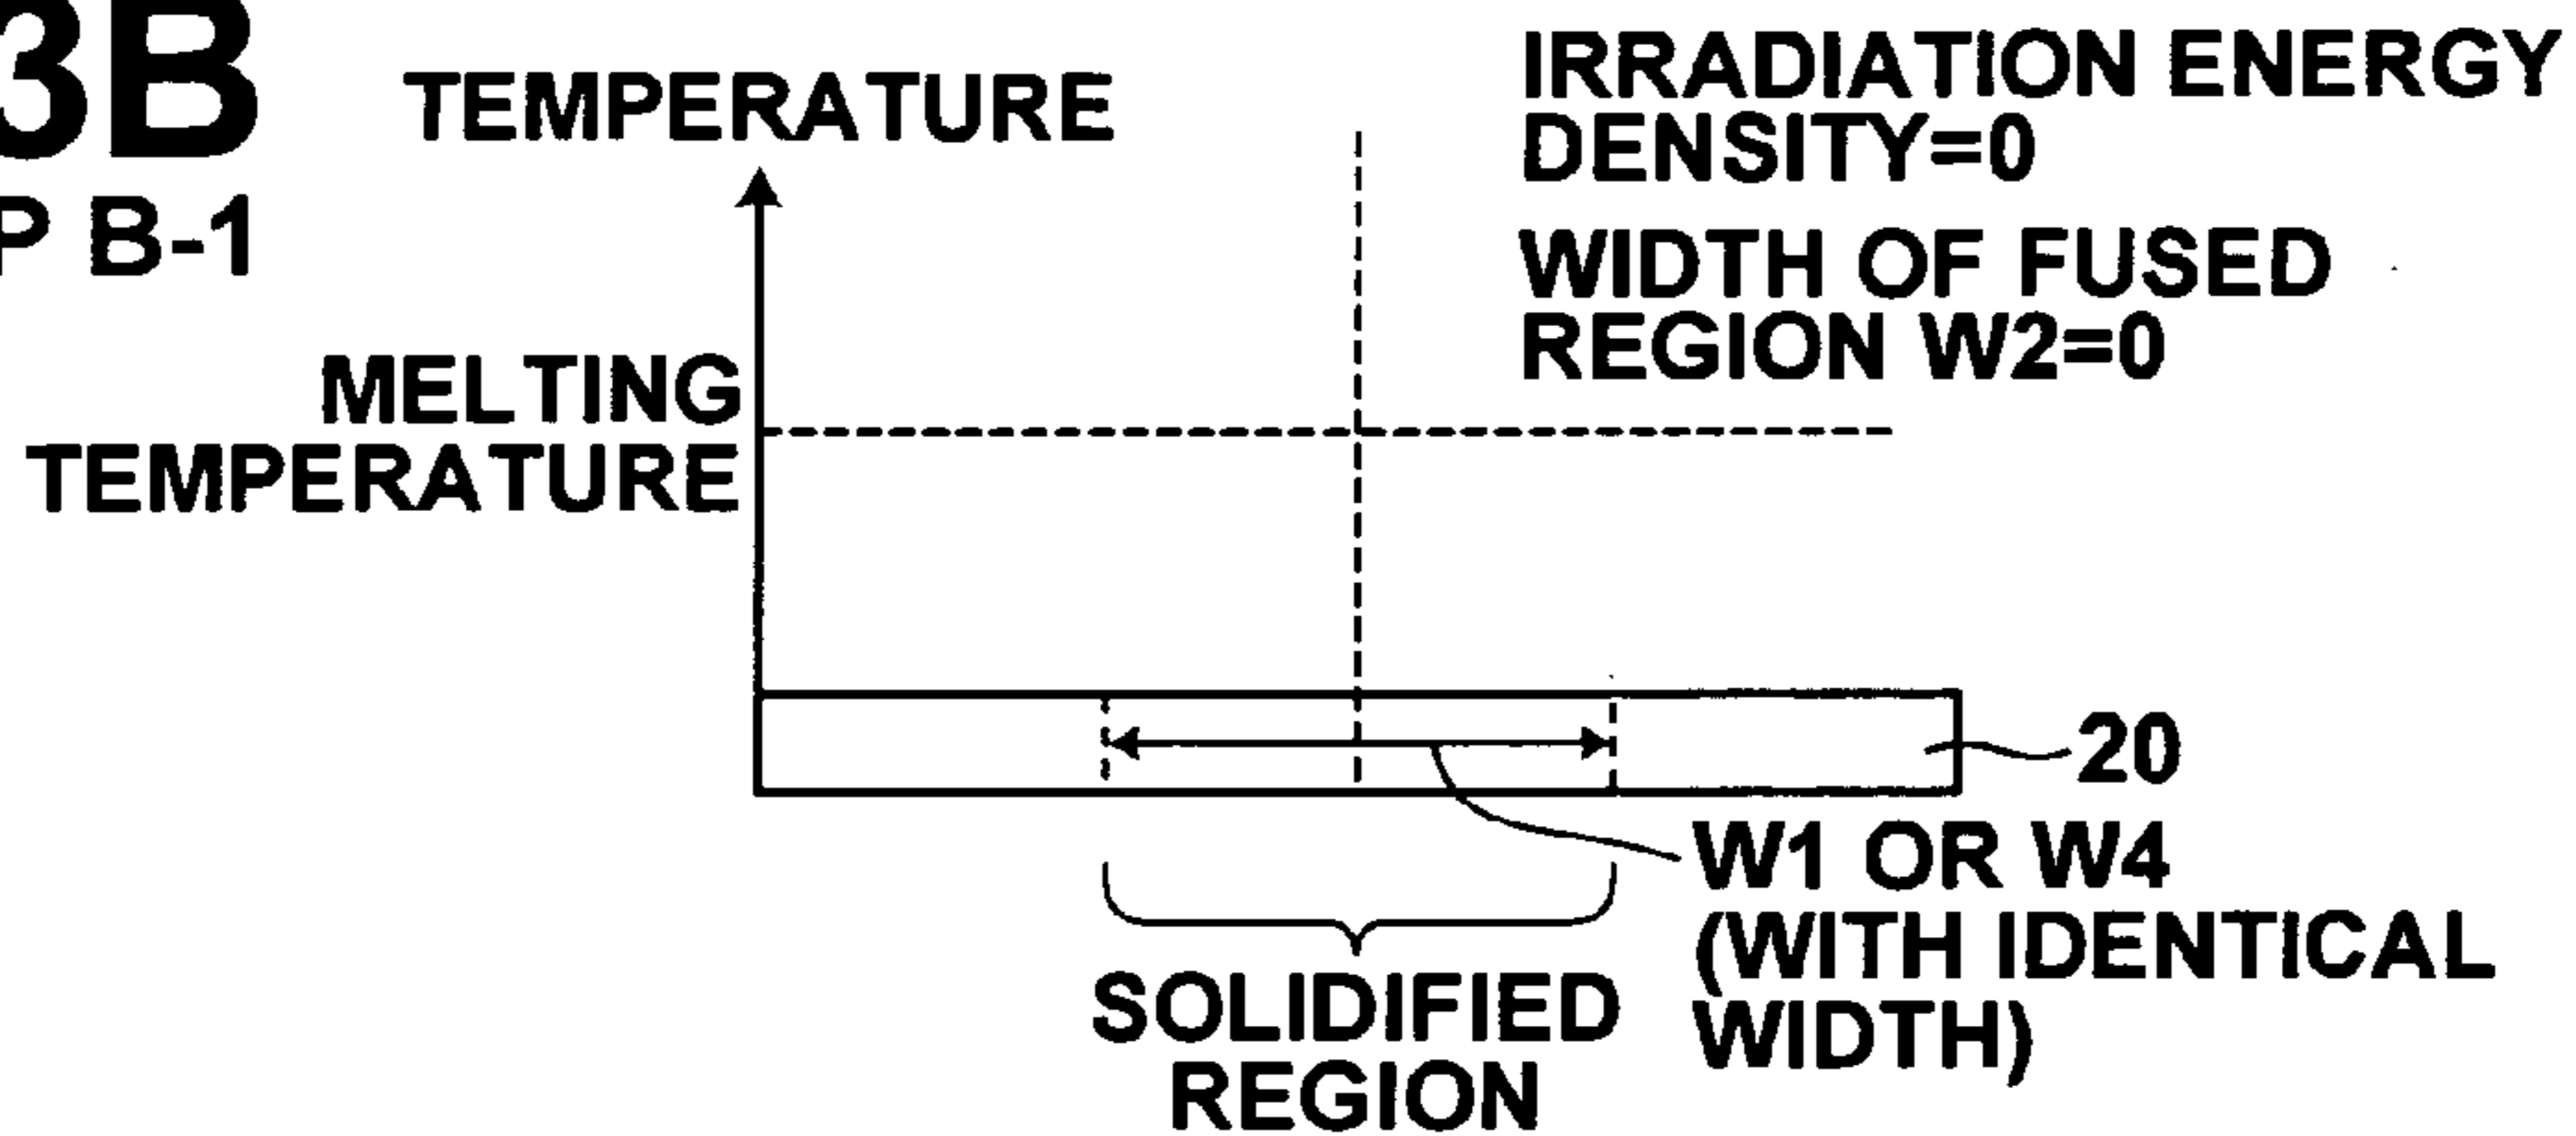 3B
P B-1
TEMPERATURE
IRRADIATION ENERGY
DENSITY=0
WIDTH OF FUSED
REGION W2=0
MELTING
TEMPERATURE
20
W1 OR W4
(WITH IDENTICAL
WIDTH)
SOLIDIFIED
REGION